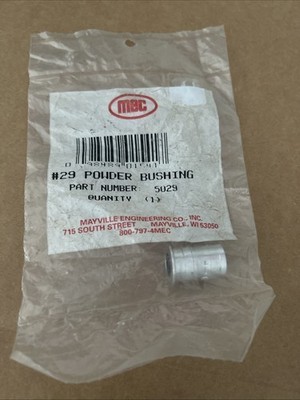 MEC
#29 POWDER BUSHING
PART NUMBER 5029
QUANITY (1)
MAYVILLE ENGINEERING CO., INC.
715 SOUTH STREET MAYVILLE, WI 53050
800-797-4MEC